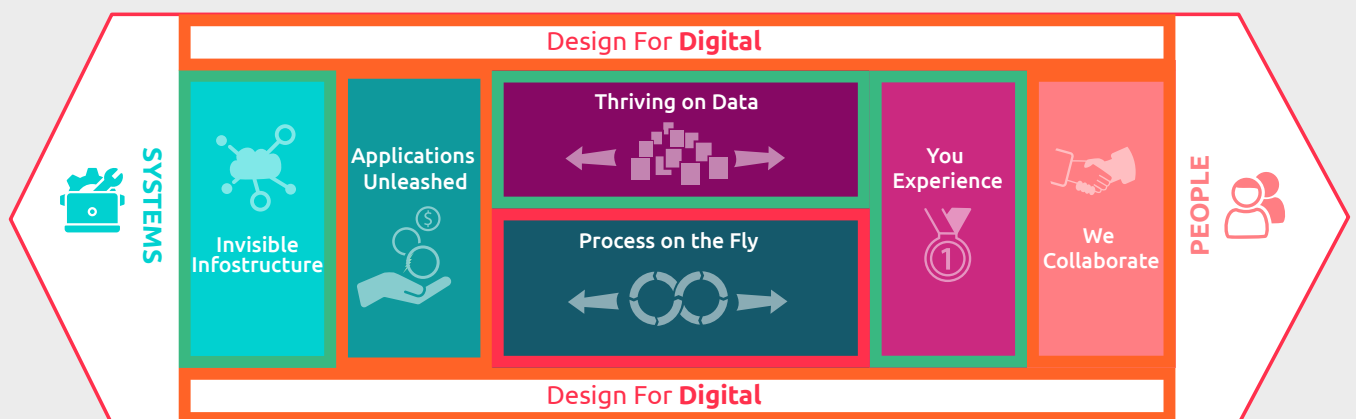 Design For Digital
SYSTEMS
Invisible
Infostructure
Applications
Unleashed
$
Thriving on Data
Process on the Fly
You
Experience
1
We
Collaborate
PEOPLE
Design For Digital